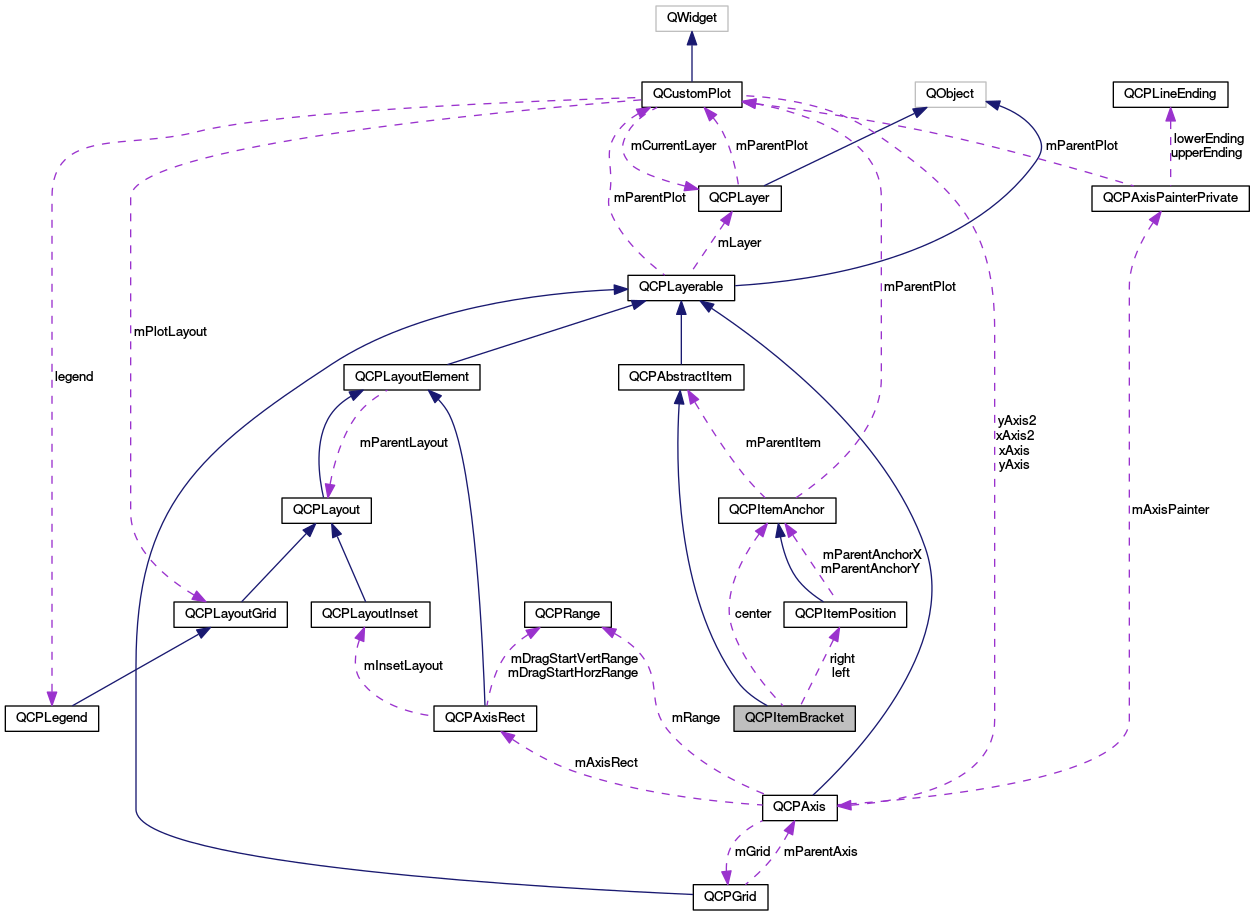 QWidget
QCustomPlot
QObject
QCPLineEnding
lowerEnding
upperEnding
mCurrentLayer
mParentPlot
mParentPlot
mParentPlot
QCPLayer
QCPAxisPainterPrivate
mLayer
QCPLayerable
mParentPlot
mPlotLayout
legend
QCPLayoutElement
QCPAbstractItem
yAxis2
xAxis2
xAxis
yAxis
mParentLayout
mParentItem
QCPLayout
QCPItemAnchor
mAxisPainter
mParentAnchorX
mParentAnchorY
QCPLayoutGrid
QCPLayoutInset
QCPRange
center
QCPItemPosition
mInsetLayout
mDragStartVertRange
mDragStartHorzRange
right
left
QCPLegend
QCPAxisRect
mRange
QCPItemBracket
mAxisRect
QCPAxis
mGrid
mParentAxis
QCPGrid